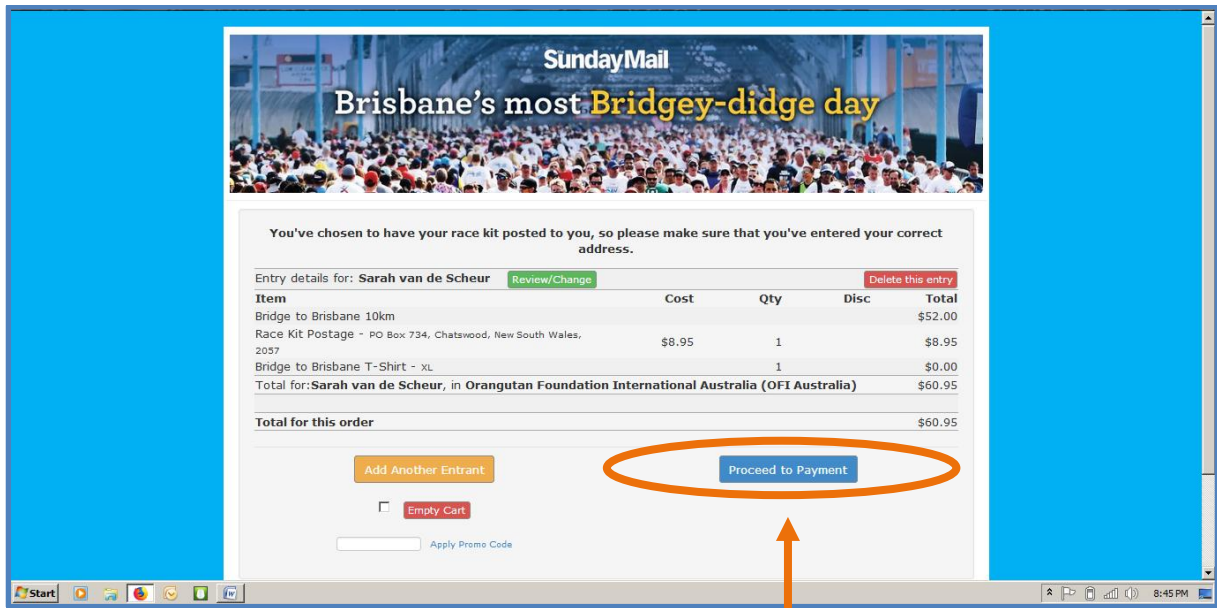 SundayMail
Brisbane's most Bridgey-didge day
You've chosen to have your race kit posted to you, so please make sure that you've entered your correct
address.
Entry details for: Sarah van de Scheur Review/Change Delete this entry
Item Cost Qty Disc Total
Bridge to Brisbane 10km $52.00
Race Kit Postage - PO Box 734, Chatswood, New South Wales,
2057 $8.95 1 $8.95
Bridge to Brisbane T-Shirt - XL 1 $0.00
Total for:Sarah van de Scheur, in Orangutan Foundation International Australia (OFI Australia) $60.95
Total for this order $60.95
Add Another Entrant Proceed to Payment
Empty Cart
Apply Promo Code
Start 8:45 PM